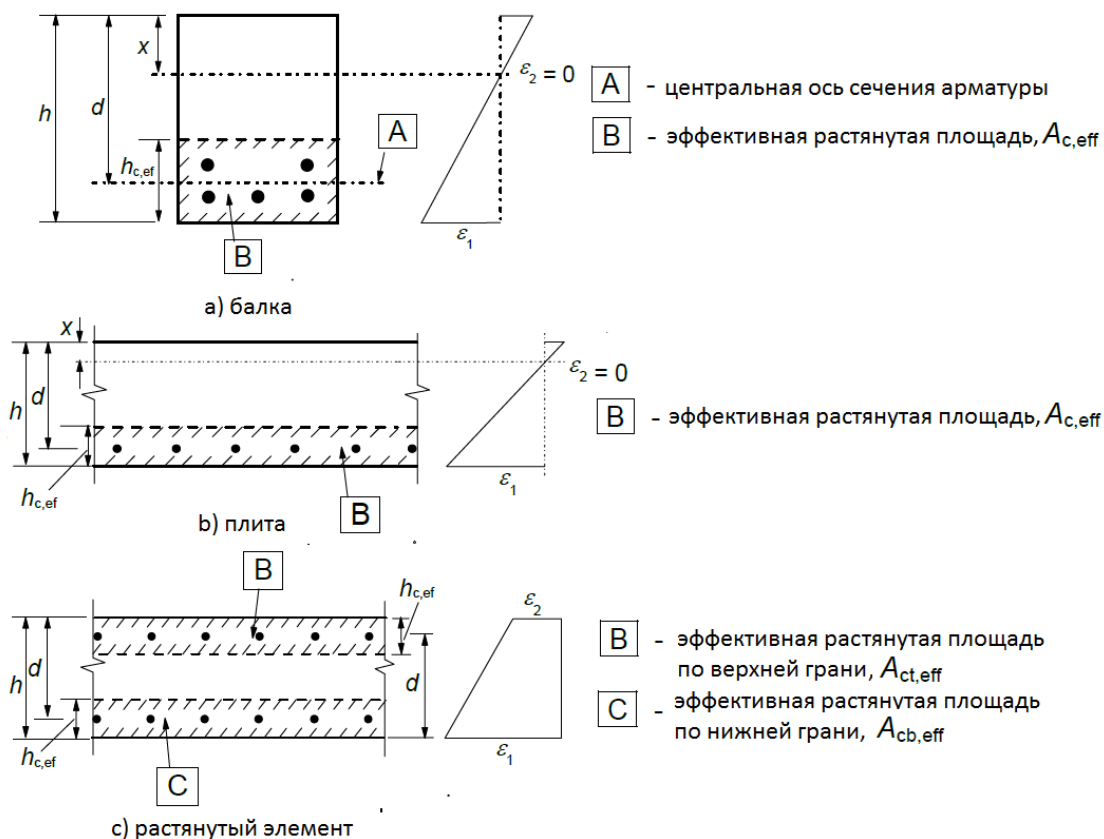 x
h
d
h_c,ef
ε₂ = 0
A
B
ε₁
A - центральная ось сечения арматуры
B - эффективная растянутая площадь, A_c,eff
a) балка
x
h
d
h_c,ef
ε₂ = 0
B
ε₁
B - эффективная растянутая площадь, A_c,eff
b) плита
B
h_c,ef
ε₂
h
d
d
h_c,ef
C
ε₁
B - эффективная растянутая площадь
по верхней грани, A_ct,eff
C - эффективная растянутая площадь
по нижней грани, A_cb,eff
c) растянутый элемент